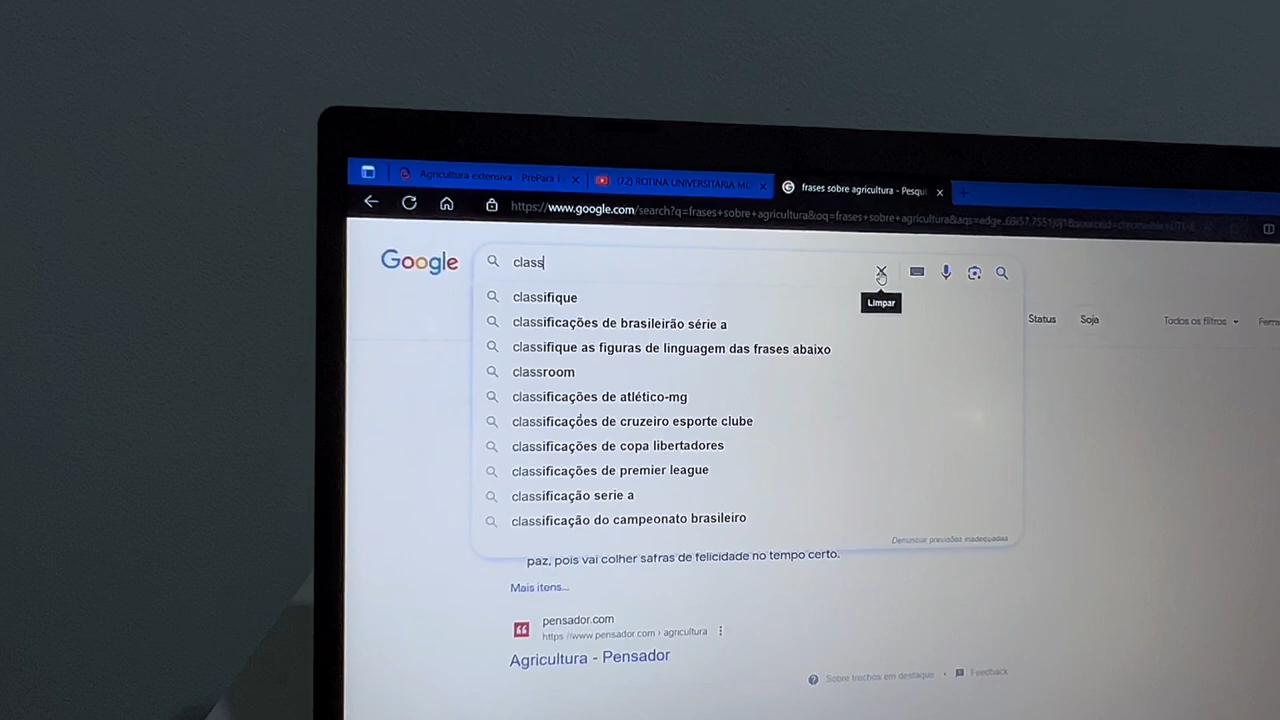 Agricultura extensiva - PrePara
(72) ROTINA UNIVERSITÁRIA
frases sobre agricultura - Pesqui
https://www.google.com/search?q=frases+sobre+agricultura&oq=frases+sobre+agricultura&aqs=edge
Google
class
Limpar
classifique
classificações de brasileirão série a
classifique as figuras de linguagem das frases abaixo
classroom
classificações de atlético-mg
classificações de cruzeiro esporte clube
classificações de copa libertadores
classificações de premier league
classificação serie a
classificação do campeonato brasileiro
Denunciar previsões inadequadas
Status
Soja
Todos os filtros
paz, pois vai colher safras de felicidade no tempo certo.
Mais itens...
pensador.com
https://www.pensador.com › agricultura
Agricultura - Pensador
Sobre trechos em destaque
Feedback